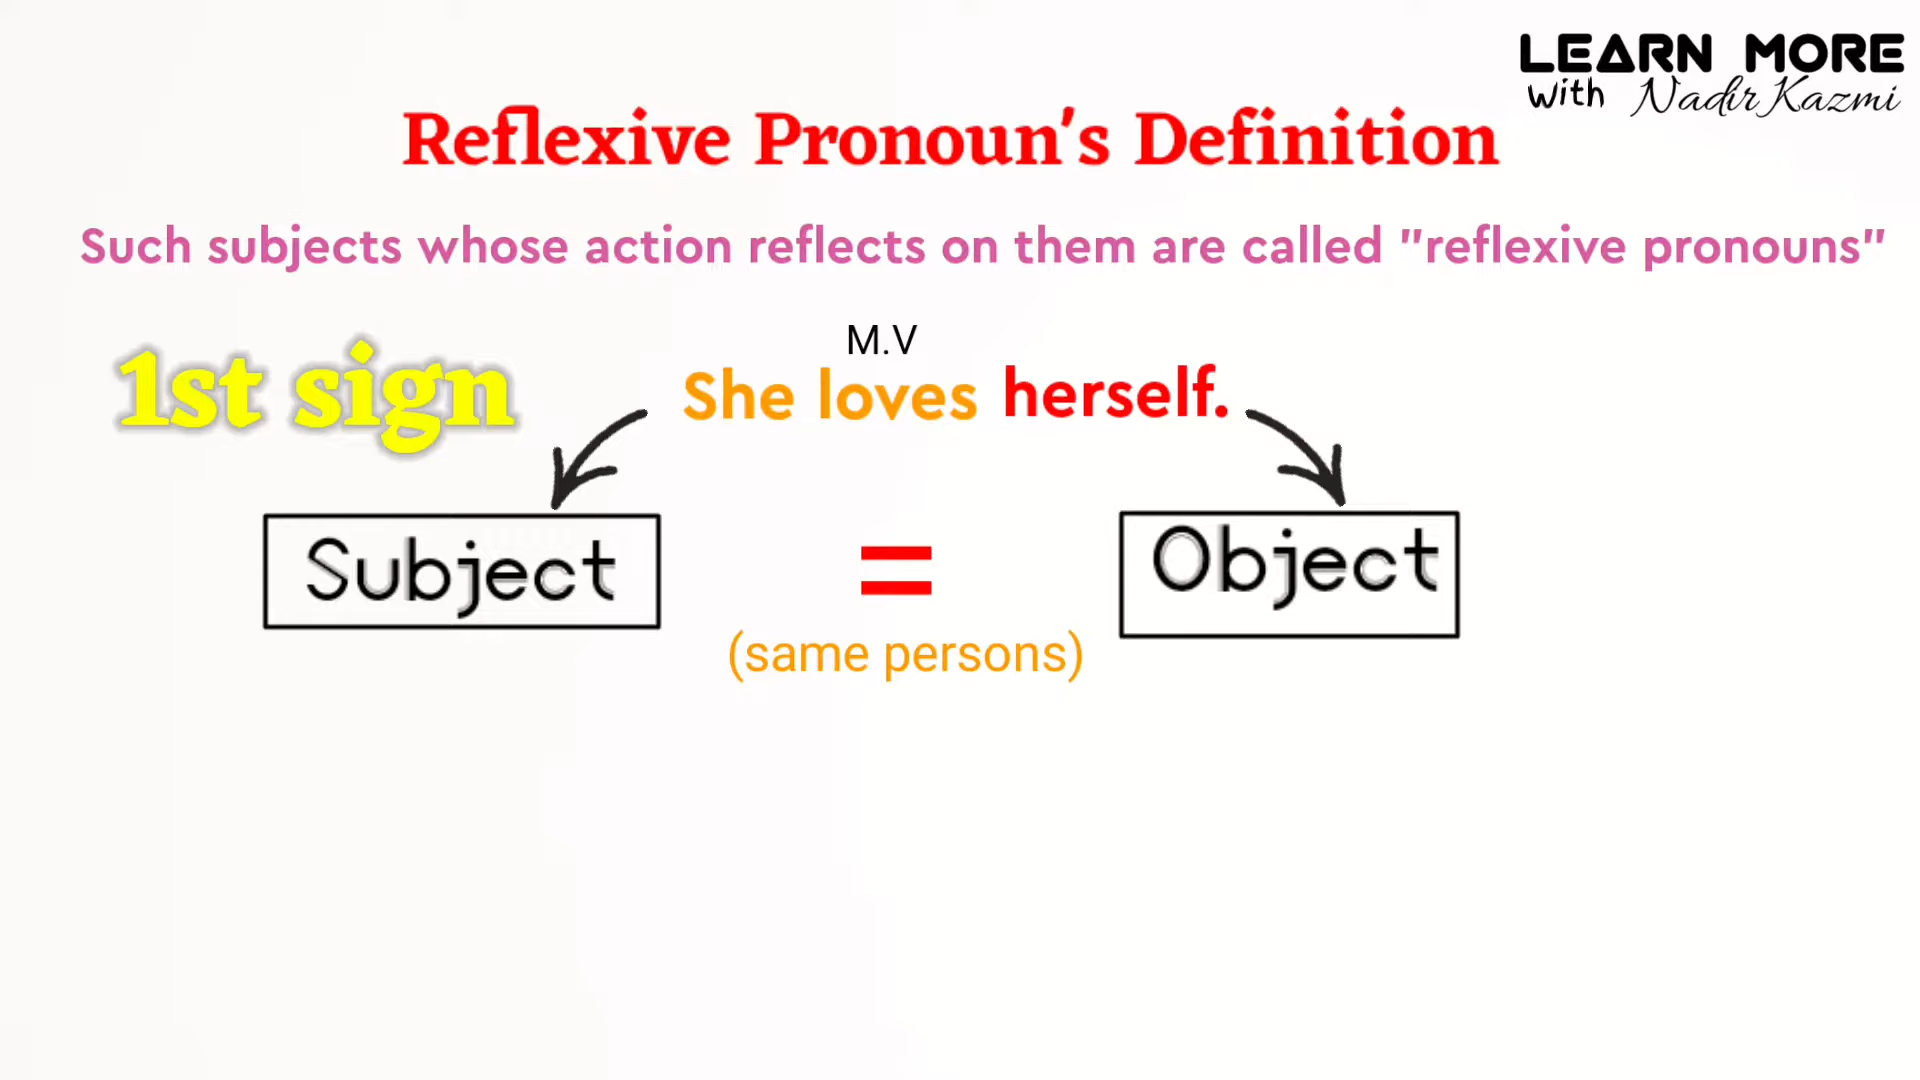 LEARN MORE
With Nadir Kazmi
Reflexive Pronoun's Definition
Such subjects whose action reflects on them are called "reflexive pronouns"
M.V
1st sign
She loves herself.
Subject = Object
(same persons)